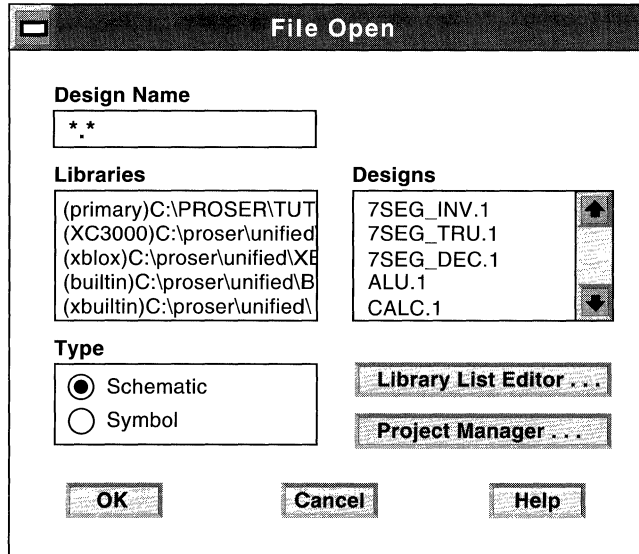 File Open
Design Name
*.*
Libraries
(primary)C:\PROSER\TUT
(XC3000)C:\proser\unified
(xblox)C:\proser\unified\XB
(builtin)C:\proser\unified\B
(xbuiltin)C:\proser\unified\
Designs
7SEG_INV.1
7SEG_TRU.1
7SEG_DEC.1
ALU.1
CALC.1
Type
Schematic
Symbol
Library List Editor . . .
Project Manager . . .
OK
Cancel
Help